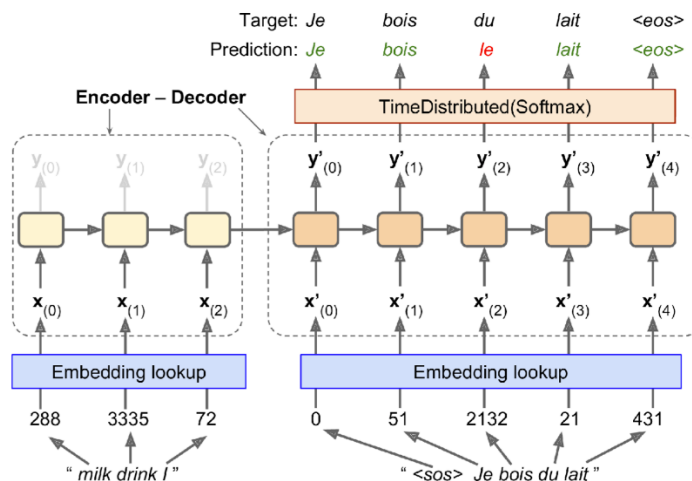 Target: Je bois du lait <eos>
Prediction: Je bois le lait <eos>
Encoder – Decoder
TimeDistributed(Softmax)
y(0) y(1) y(2) y'(0) y'(1) y'(2) y'(3) y'(4)
x(0) x(1) x(2) x'(0) x'(1) x'(2) x'(3) x'(4)
Embedding lookup Embedding lookup
288 3335 72 0 51 2132 21 431
“ milk drink I ” “ <sos> Je bois du lait ”